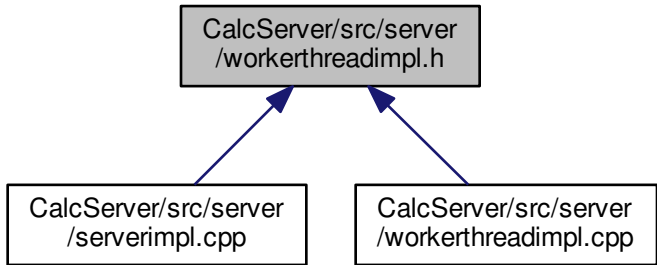 CalcServer/src/server
/workerthreadimpl.h
CalcServer/src/server
/serverimpl.cpp
CalcServer/src/server
/workerthreadimpl.cpp